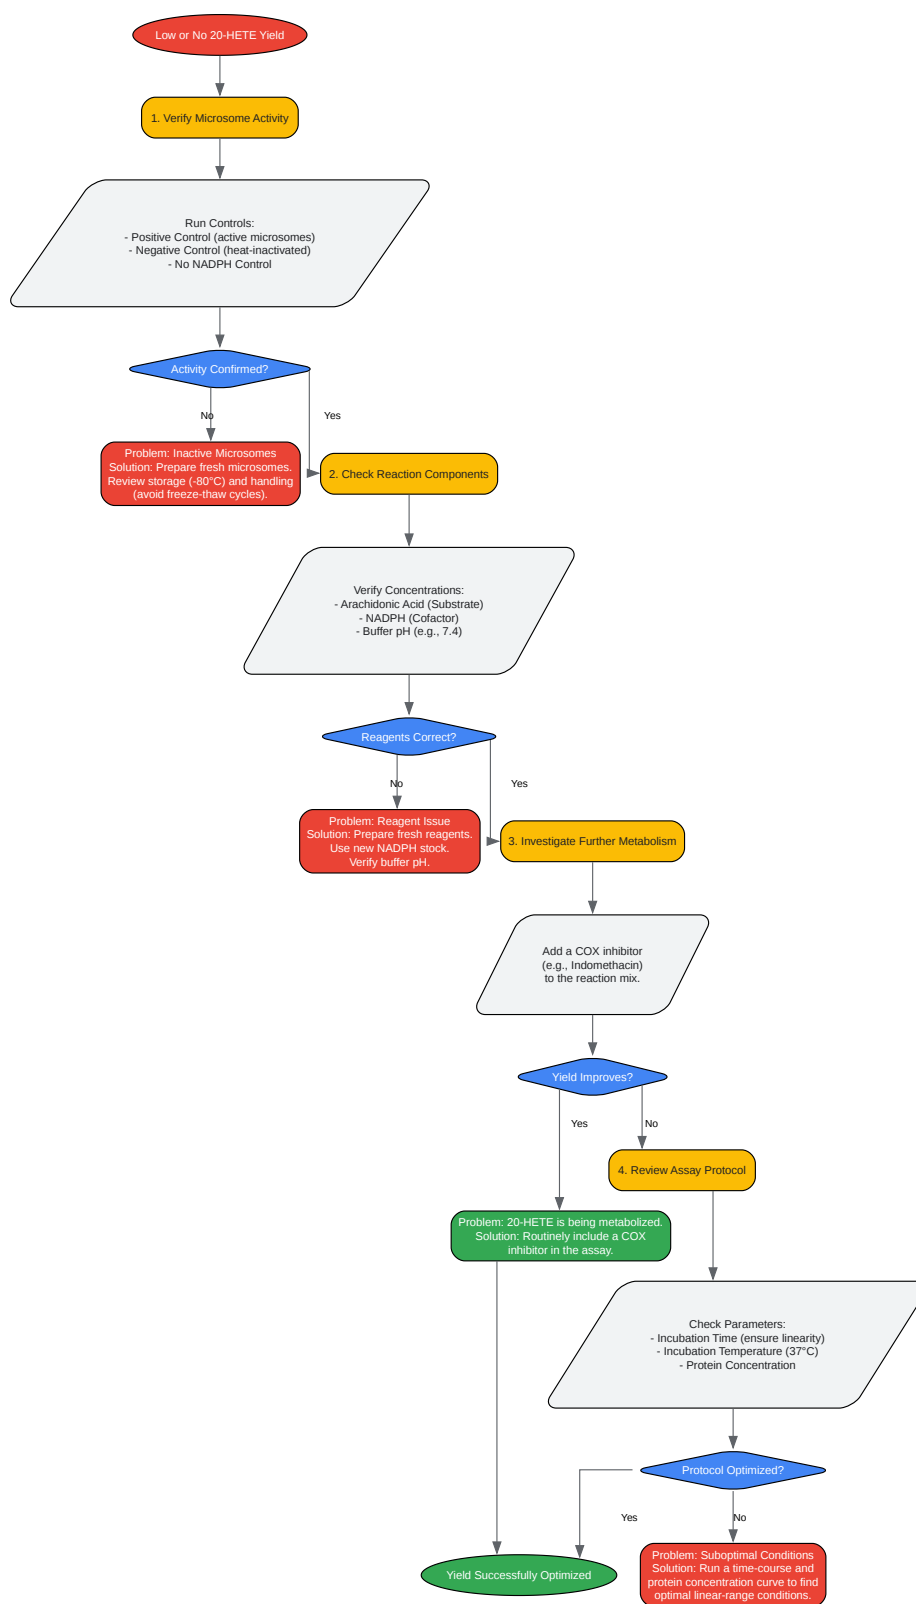 Low or No 20-HETE Yield
1. Verify Microsome Activity
Run Controls:
- Positive Control (active microsomes)
- Negative Control (heat-inactivated)
- No NADPH Control
Activity Confirmed?
No
Yes
Problem: Inactive Microsomes
Solution: Prepare fresh microsomes.
Review storage (-80°C) and handling
(avoid freeze-thaw cycles).
2. Check Reaction Components
Verify Concentrations:
- Arachidonic Acid (Substrate)
- NADPH (Cofactor)
- Buffer pH (e.g., 7.4)
Reagents Correct?
No
Yes
Problem: Reagent Issue
Solution: Prepare fresh reagents.
Use new NADPH stock.
Verify buffer pH.
3. Investigate Further Metabolism
Add a COX inhibitor
(e.g., Indomethacin)
to the reaction mix.
Yield Improves?
Yes
No
4. Review Assay Protocol
Problem: 20-HETE is being metabolized.
Solution: Routinely include a COX
inhibitor in the assay.
Check Parameters:
- Incubation Time (ensure linearity)
- Incubation Temperature (37°C)
- Protein Concentration
Protocol Optimized?
Yes
No
Yield Successfully Optimized
Problem: Suboptimal Conditions
Solution: Run a time-course and
protein concentration curve to find
optimal linear-range conditions.